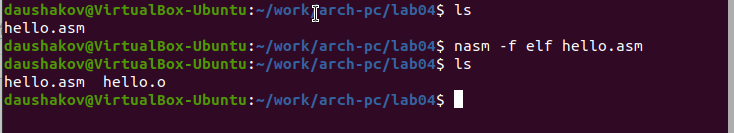 daushakov@VirtualBox-Ubuntu:~/work/arch-pc/lab04$ ls
hello.asm
daushakov@VirtualBox-Ubuntu:~/work/arch-pc/lab04$ nasm -f elf hello.asm
daushakov@VirtualBox-Ubuntu:~/work/arch-pc/lab04$ ls
hello.asm  hello.o
daushakov@VirtualBox-Ubuntu:~/work/arch-pc/lab04$